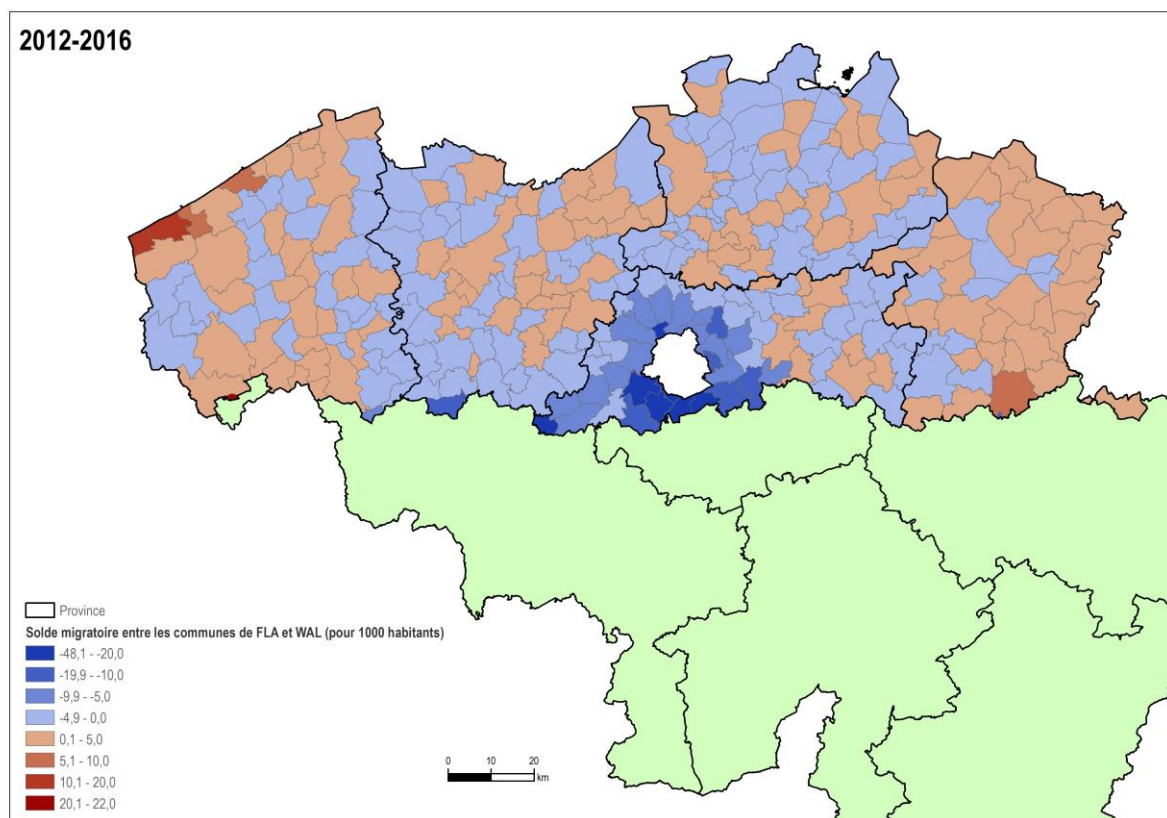 2012-2016
Province
Solde migratoire entre les communes de FLA et WAL (pour 1000 habitants)
-48,1 - -20,0
-19,9 - -10,0
-9,9 - -5,0
-4,9 - 0,0
0,1 - 5,0
5,1 - 10,0
10,1 - 20,0
20,1 - 22,0
0 10 20
km